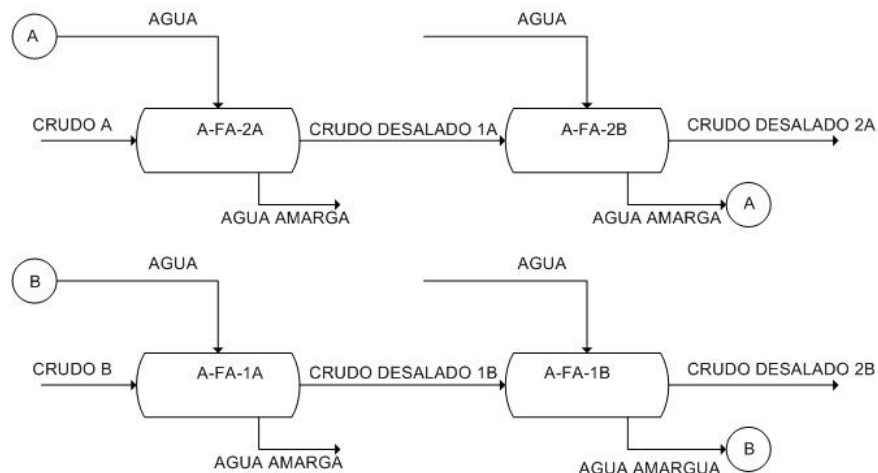 AGUA
AGUA
A
CRUDO A
A-FA-2A
CRUDO DESALADO 1A
A-FA-2B
CRUDO DESALADO 2A
AGUA AMARGA
AGUA AMARGA
A
AGUA
AGUA
B
CRUDO B
A-FA-1A
CRUDO DESALADO 1B
A-FA-1B
CRUDO DESALADO 2B
AGUA AMARGA
AGUA AMARGUA
B